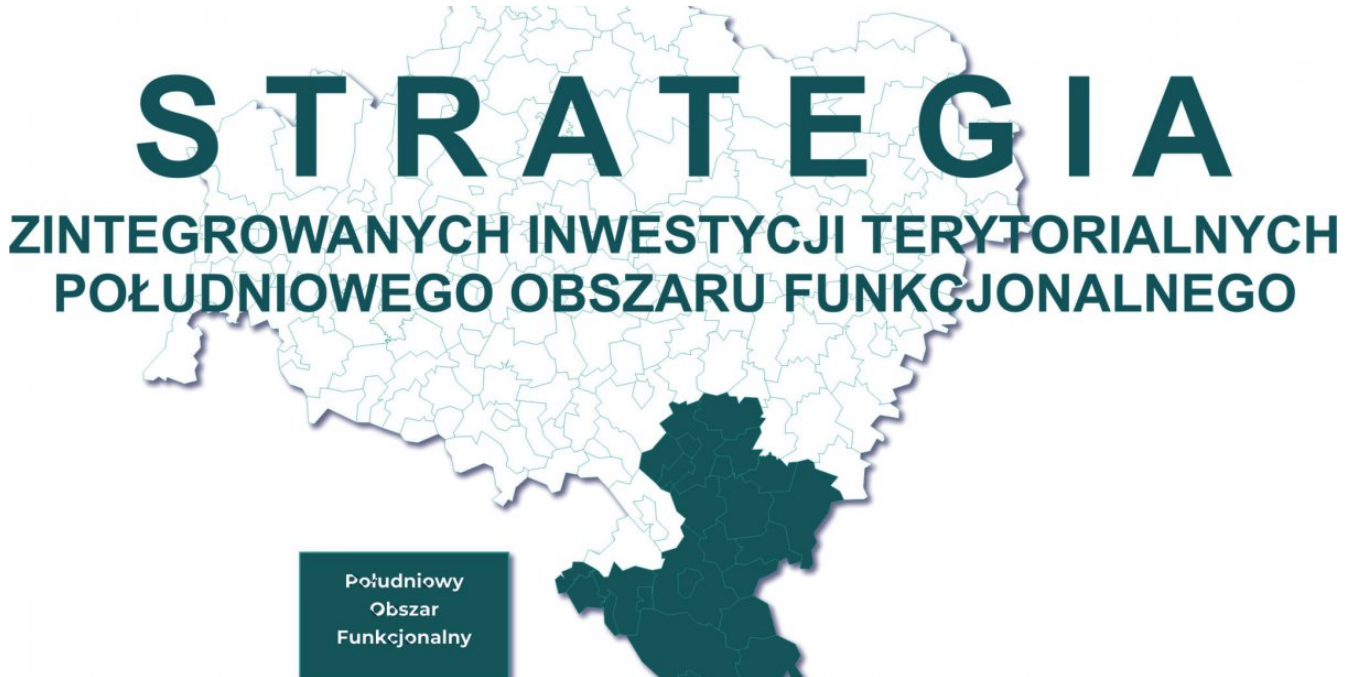 STRATEGIA
ZINTEGROWANYCH INWESTYCJI TERYTORIALNYCH
POŁUDNIOWEGO OBSZARU FUNKCJONALNEGO
Południowy
Obszar
Funkcjonalny